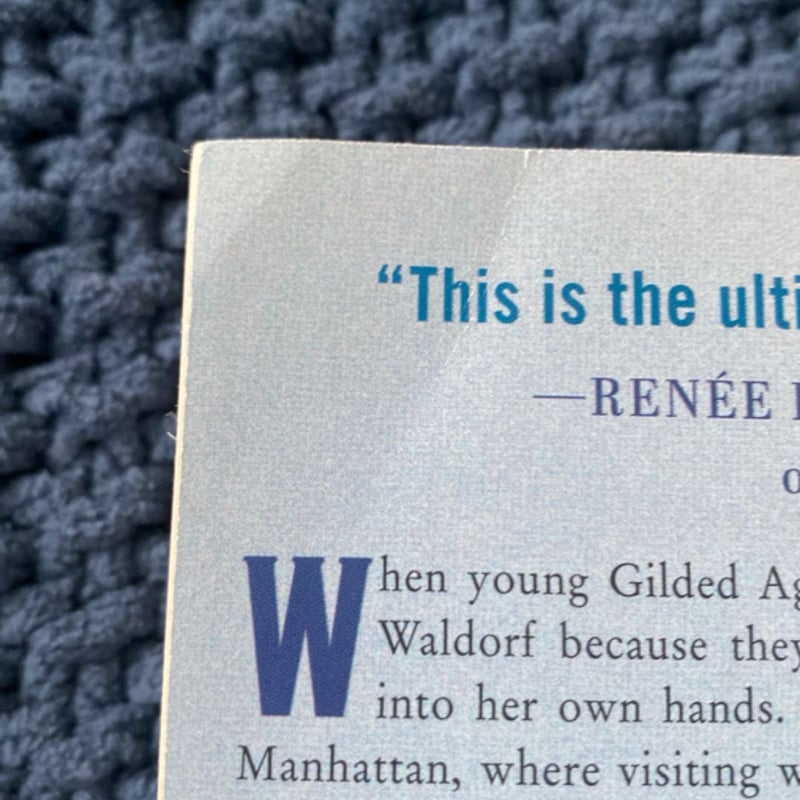 “This is the ulti
—RENÉE
When young Gilded Ag
Waldorf because they
into her own hands.
Manhattan, where visiting w